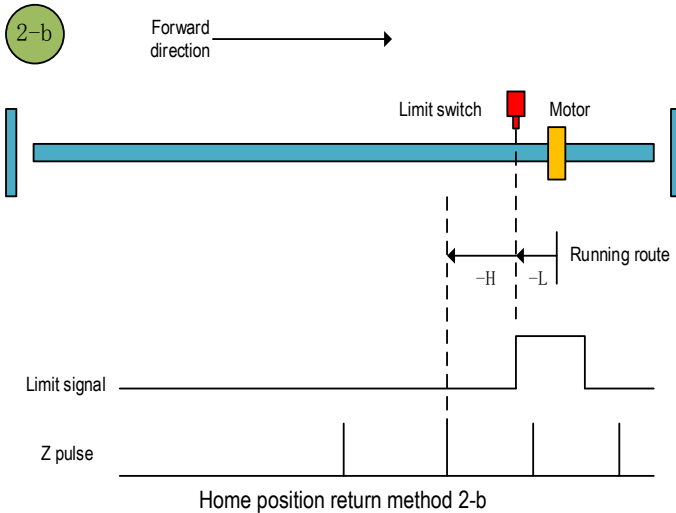 2-b
Forward
direction
Limit switch
Motor
Running route
-H
-L
Limit signal
Z pulse
Home position return method 2-b